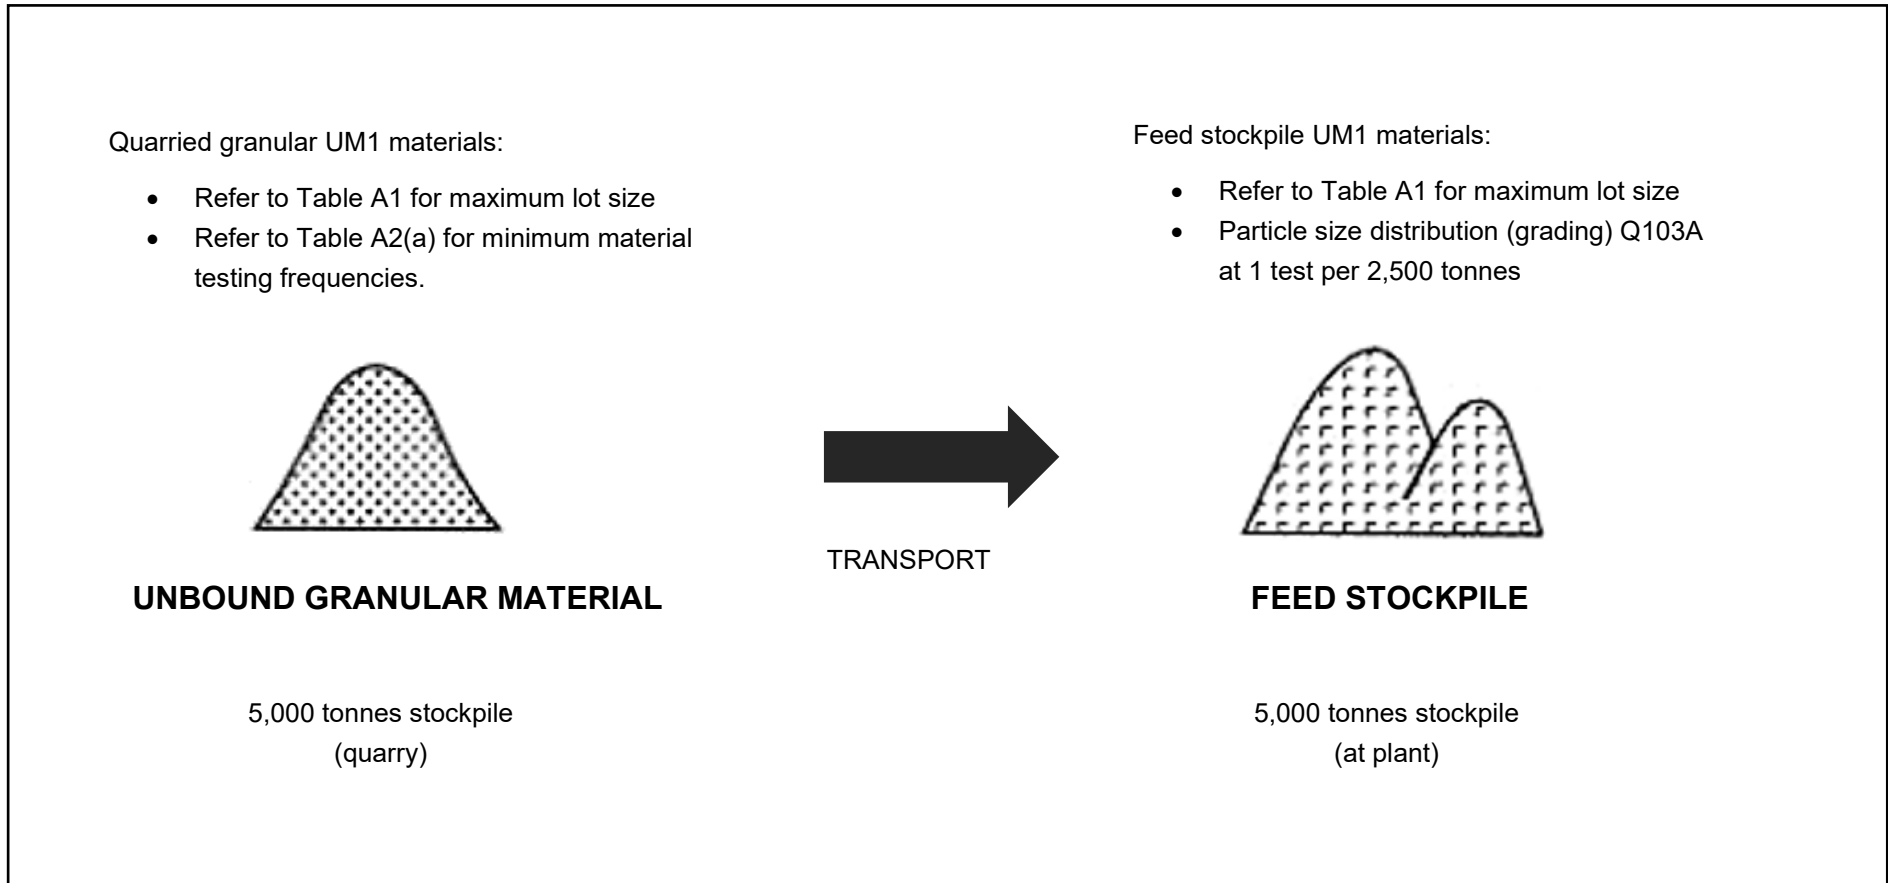 Quarried granular UM1 materials:
• Refer to Table A1 for maximum lot size
• Refer to Table A2(a) for minimum material
testing frequencies.
UNBOUND GRANULAR MATERIAL
5,000 tonnes stockpile
(quarry)
TRANSPORT
Feed stockpile UM1 materials:
• Refer to Table A1 for maximum lot size
• Particle size distribution (grading) Q103A
at 1 test per 2,500 tonnes
FEED STOCKPILE
5,000 tonnes stockpile
(at plant)